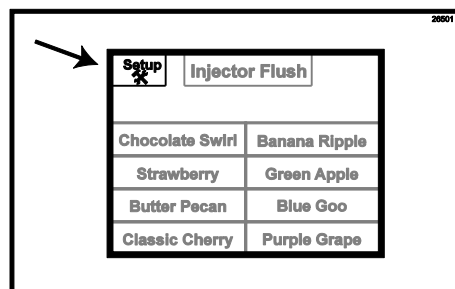 26501
Setup
Injector Flush
Chocolate Swirl Banana Ripple
Strawberry Green Apple
Butter Pecan Blue Goo
Classic Cherry Purple Grape